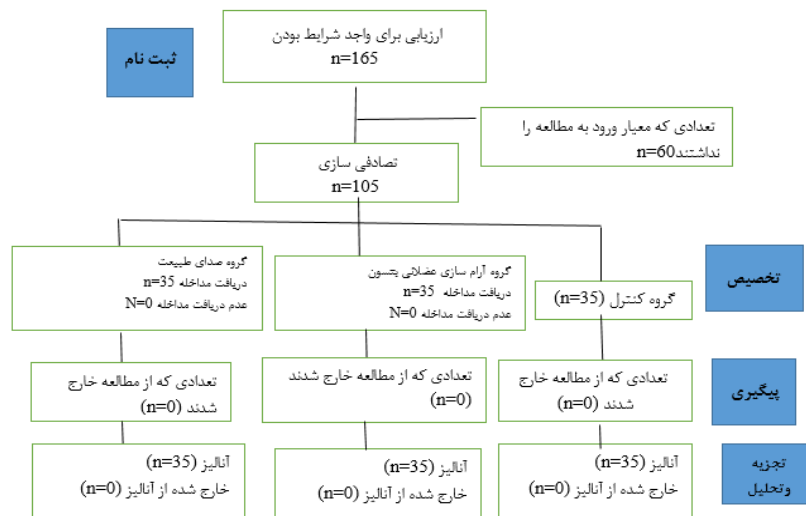 ارزیابی برای واجد شرایط بودن
n=165
ثبت نام
تعدادی که معیار ورود به مطالعه را
نداشتند n=60
تصادفی سازی
n=105
تخصیص
گروه کنترل (n=35)
گروه آرام سازی عضلانی بنسون
دریافت مداخله n=35
عدم دریافت مداخله N=0
گروه صدای طبیعت
دریافت مداخله n=35
عدم دریافت مداخله N=0
پیگیری
تعدادی که از مطالعه خارج
شدند (n=0)
تعدادی که از مطالعه خارج شدند
(n=0)
تعدادی که از مطالعه خارج
شدند (n=0)
تجزیه
وتحلیل
آنالیز (n=35)
خارج شده از آنالیز (n=0)
آنالیز (n=35)
خارج شده از آنالیز (n=0)
آنالیز (n=35)
خارج شده از آنالیز (n=0)